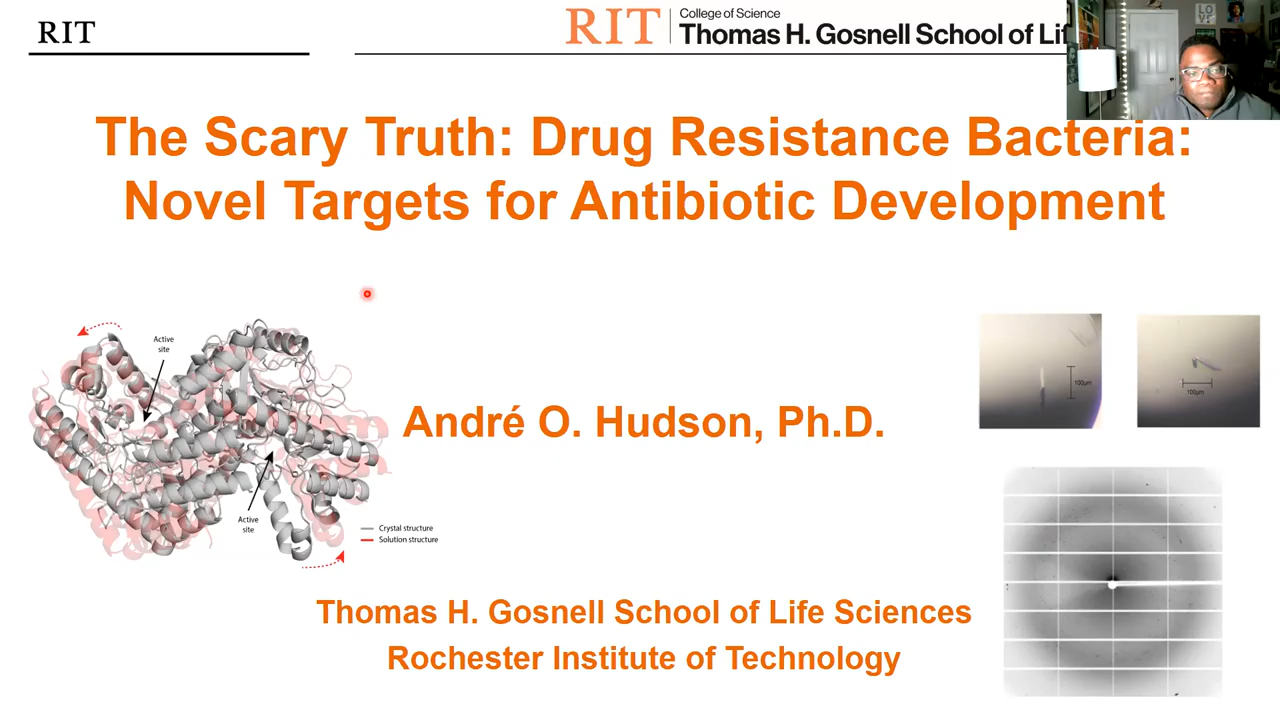 RIT
RIT
College of Science
Thomas H. Gosnell School of Lif
The Scary Truth: Drug Resistance Bacteria:
Novel Targets for Antibiotic Development
Active
site
100µm
100µm
André O. Hudson, Ph.D.
Active
site
Crystal structure
Solution structure
Thomas H. Gosnell School of Life Sciences
Rochester Institute of Technology